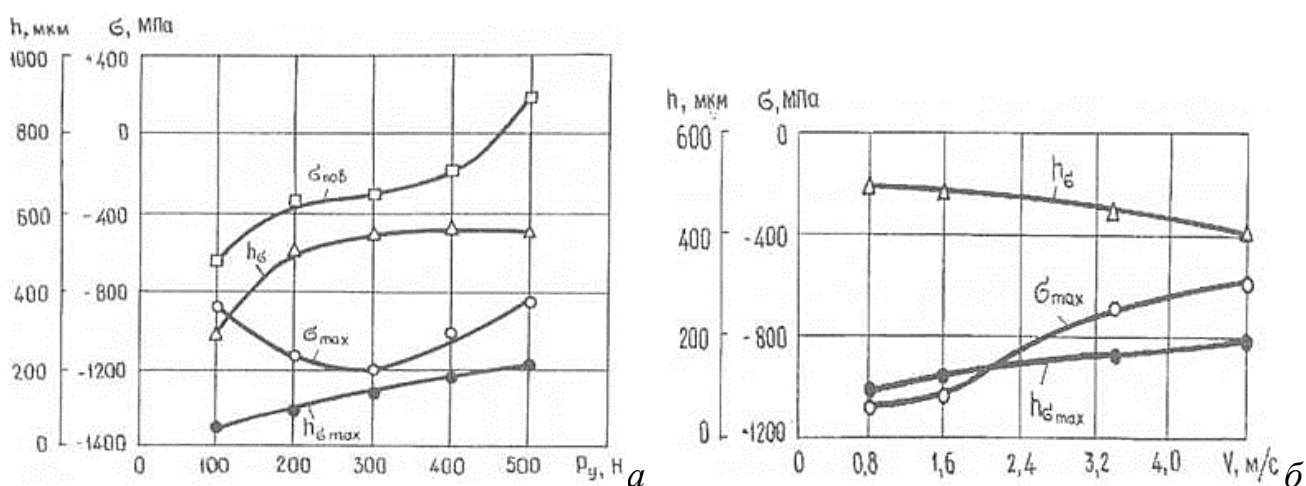 h, мкм
б, МПа
1000
800
600
400
200
0
+400
0
-400
-800
-1200
-1400
σпов
hσ
σmax
hσmax
0
100
200
300
400
500
Pу, Н
а
h, мкм
б, МПа
600
400
200
0
0
-400
-800
-1200
hσ
σmax
hσmax
0
0,8
1,6
2,4
3,2
4,0
V, м/с
б